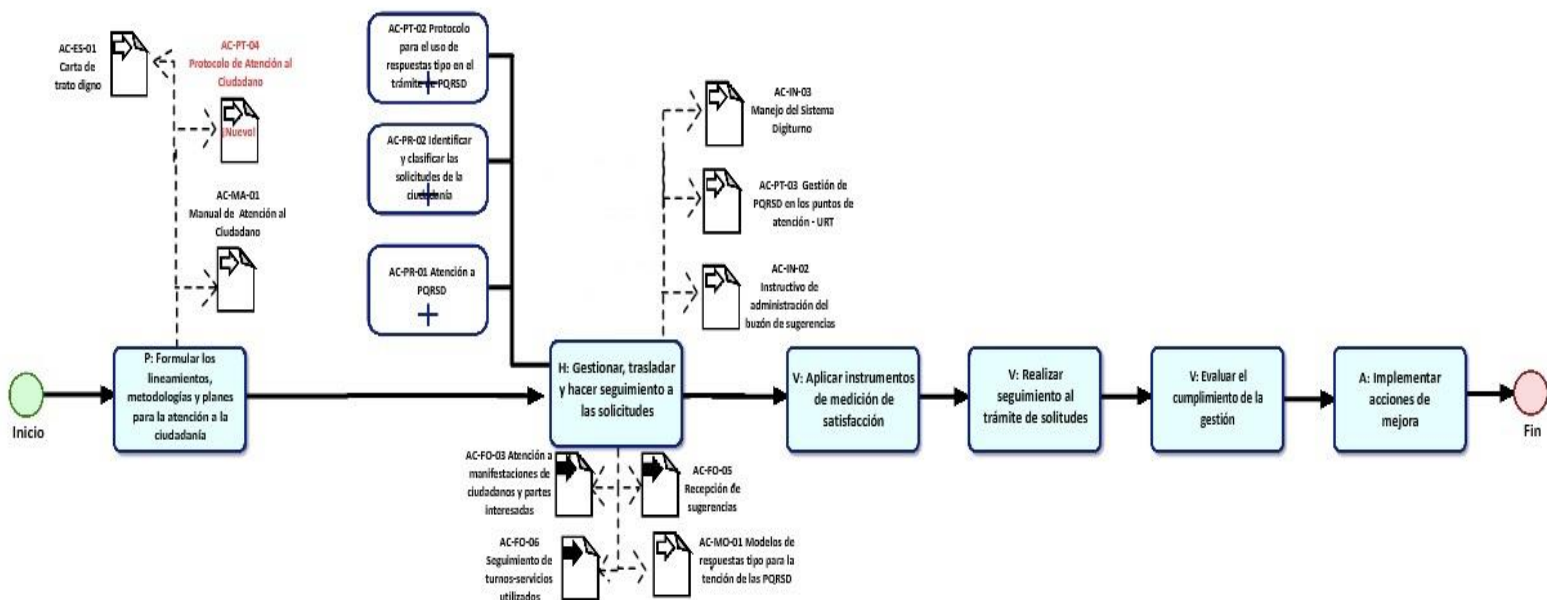 AC-ES-01
Carta de
trato digno
AC-PT-04
Protocolo de Atención al
Ciudadano
¡Nuevo!
AC-MA-01
Manual de Atención al
Ciudadano
AC-PT-02 Protocolo
para el uso de
respuestas tipo en el
trámite de PQRSD
AC-PR-02 Identificar
y clasificar las
solicitudes de la
ciudadanía
AC-PR-01 Atención a
PQRSD
AC-IN-03
Manejo del Sistema
Digiturno
AC-PT-03 Gestión de
PQRSD en los puntos de
atención - URT
AC-IN-02
Instructivo de
administración del
buzón de sugerencias
Inicio
P: Formular los
lineamientos,
metodologías y planes
para la atención a la
ciudadanía
H: Gestionar, trasladar
y hacer seguimiento a
las solicitudes
V: Aplicar instrumentos
de medición de
satisfacción
V: Realizar
seguimiento al
trámite de solitudes
V: Evaluar el
cumplimiento de la
gestión
A: Implementar
acciones de
mejora
Fin
AC-FO-03 Atención a
manifestaciones de
ciudadanos y partes
interesadas
AC-FO-05
Recepción de
sugerencias
AC-FO-06
Seguimiento de
turnos-servicios
utilizados
AC-MO-01 Modelos de
respuestas tipo para la
tención de las PQRSD